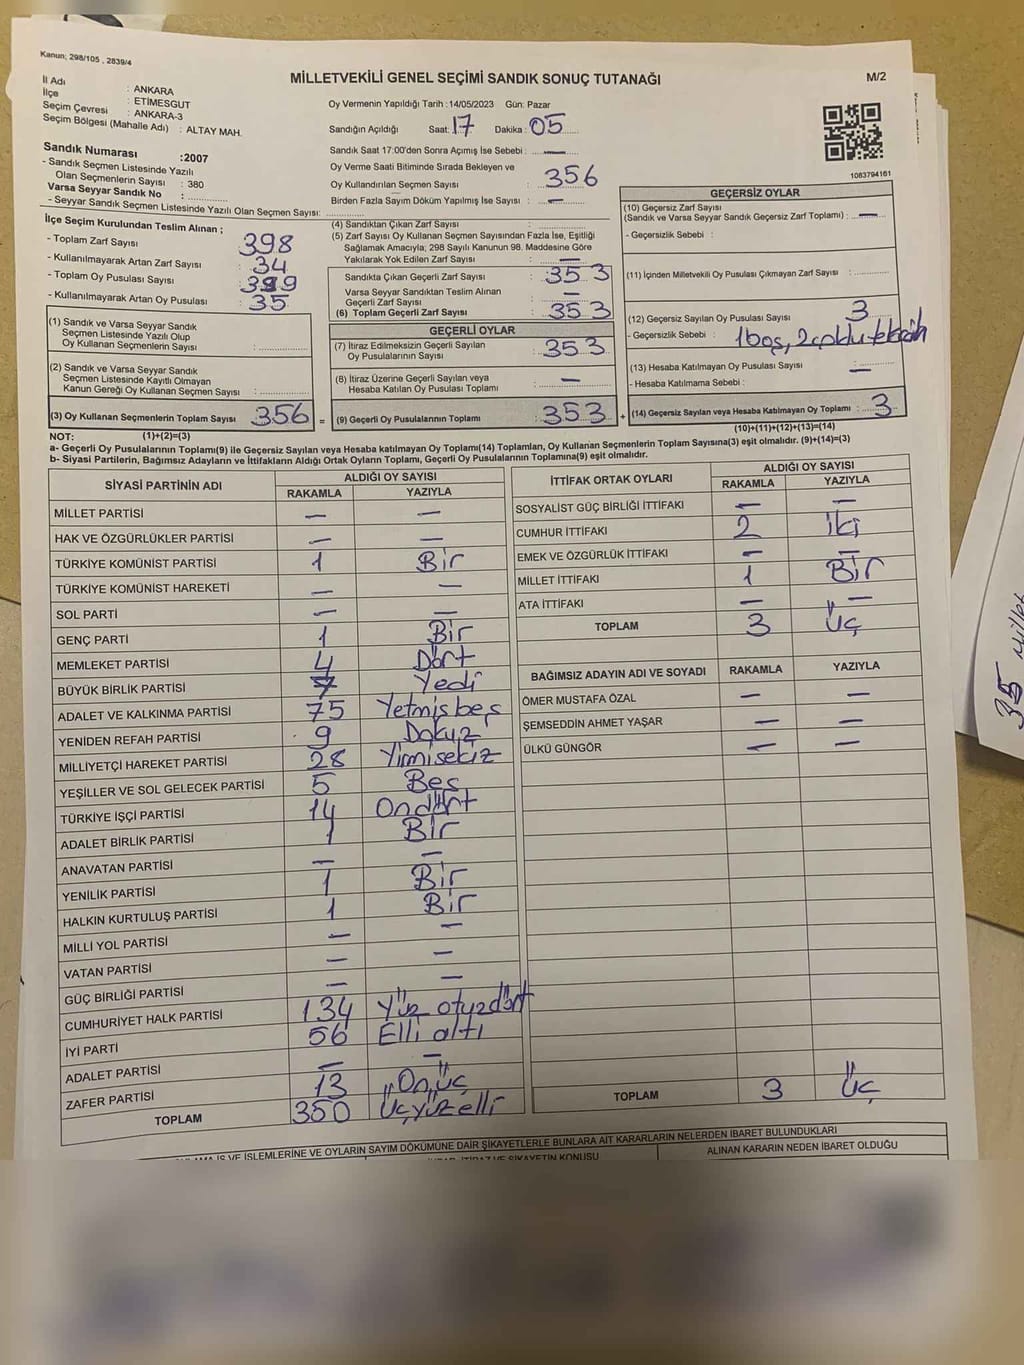 Kanun; 298/105 , 2839/4
MİLLETVEKİLİ GENEL SEÇİMİ SANDIK SONUÇ TUTANAĞI
M/2
İl Adı : ANKARA
İlçe : ETİMESGUT
Seçim Çevresi : ANKARA-3
Seçim Bölgesi (Mahalle Adı) : ALTAY MAH.
Sandık Numarası :2007
- Sandık Seçmen Listesinde Yazılı
Olan Seçmenlerin Sayısı : 380
Varsa Seyyar Sandık No :
- Seyyar Sandık Seçmen Listesinde Yazılı Olan Seçmen Sayısı:
Oy Vermenin Yapıldığı Tarih :14/05/2023 Gün: Pazar
Sandığın Açıldığı Saat: 17 Dakika : 05
Sandık Saat 17:00'den Sonra Açımış İse Sebebi : —
Oy Verme Saati Bitiminde Sırada Bekleyen ve
Oy Kullandırılan Seçmen Sayısı : 356
Birden Fazla Sayım Döküm Yapılmış İse Sayısı : —
1083794161
İlçe Seçim Kurulundan Teslim Alınan ;
- Toplam Zarf Sayısı : 398
- Kullanılmayarak Artan Zarf Sayısı : 34
- Toplam Oy Pusulası Sayısı : 399
- Kullanılmayarak Artan Oy Pusulası : 35
(1) Sandık ve Varsa Seyyar Sandık
Seçmen Listesinde Yazılı Olup
Oy Kullanan Seçmenlerin Sayısı :
(2) Sandık ve Varsa Seyyar Sandık
Seçmen Listesinde Kayıtlı Olmayan
Kanun Gereği Oy Kullanan Seçmen Sayısı :
(3) Oy Kullanan Seçmenlerin Toplam Sayısı : 356 =
(4) Sandıktan Çıkan Zarf Sayısı :
(5) Zarf Sayısı Oy Kullanan Seçmen Sayısından Fazla İse, Eşitliği
Sağlamak Amacıyla; 298 Sayılı Kanunun 98. Maddesine Göre
Yakılarak Yok Edilen Zarf Sayısı : —
Sandıkta Çıkan Geçerli Zarf Sayısı : 353
Varsa Seyyar Sandıktan Teslim Alınan
Geçerli Zarf Sayısı : —
(6) Toplam Geçerli Zarf Sayısı : 353
GEÇERLİ OYLAR
(7) İtiraz Edilmeksizin Geçerli Sayılan
Oy Pusulalarının Sayısı : 353
(8) İtiraz Üzerine Geçerli Sayılan veya
Hesaba Katılan Oy Pusulası Toplamı : —
(9) Geçerli Oy Pusulalarının Toplamı : 353 +
GEÇERSİZ OYLAR
(10) Geçersiz Zarf Sayısı
(Sandık ve Varsa Seyyar Sandık Geçersiz Zarf Toplamı) : —
- Geçersizlik Sebebi :
(11) İçinden Milletvekili Oy Pusulası Çıkmayan Zarf Sayısı :
(12) Geçersiz Sayılan Oy Pusulası Sayısı : 3
- Geçersizlik Sebebi : 1 boş, 2 çoklu tercih
(13) Hesaba Katılmayan Oy Pusulası Sayısı : —
- Hesaba Katılmama Sebebi :
(14) Geçersiz Sayılan veya Hesaba Katılmayan Oy Toplamı : 3
(10)+(11)+(12)+(13)=(14)
NOT: (1)+(2)=(3)
a- Geçerli Oy Pusulalarının Toplamı(9) ile Geçersiz Sayılan veya Hesaba katılmayan Oy Toplamı(14) Toplamları, Oy Kullanan Seçmenlerin Toplam Sayısına(3) eşit olmalıdır. (9)+(14)=(3)
b- Siyasi Partilerin, Bağımsız Adayların ve İttifakların Aldığı Ortak Oyların Toplamı, Geçerli Oy Pusulalarının Toplamına(9) eşit olmalıdır.
SİYASİ PARTİNİN ADI ALDIĞI OY SAYISI
RAKAMLA YAZIYLA
MİLLET PARTİSİ — —
HAK VE ÖZGÜRLÜKLER PARTİSİ — —
TÜRKİYE KOMÜNİST PARTİSİ 1 Bir
TÜRKİYE KOMÜNİST HAREKETİ — —
SOL PARTİ — —
GENÇ PARTİ 1 Bir
MEMLEKET PARTİSİ 4 Dört
BÜYÜK BİRLİK PARTİSİ 7 Yedi
ADALET VE KALKINMA PARTİSİ 75 Yetmişbeş
YENİDEN REFAH PARTİSİ 9 Dokuz
MİLLİYETÇİ HAREKET PARTİSİ 28 Yirmisekiz
YEŞİLLER VE SOL GELECEK PARTİSİ 5 Beş
TÜRKİYE İŞÇİ PARTİSİ 14 Ondört
ADALET BİRLİK PARTİSİ 1 Bir
ANAVATAN PARTİSİ — —
YENİLİK PARTİSİ 1 Bir
HALKIN KURTULUŞ PARTİSİ 1 Bir
MİLLİ YOL PARTİSİ — —
VATAN PARTİSİ — —
GÜÇ BİRLİĞİ PARTİSİ — —
CUMHURİYET HALK PARTİSİ 134 Yüz otuzdört
İYİ PARTİ 56 Elli altı
ADALET PARTİSİ — —
ZAFER PARTİSİ 13 Onüç
TOPLAM 350 Üçyüzelli
İTTİFAK ORTAK OYLARI ALDIĞI OY SAYISI
RAKAMLA YAZIYLA
SOSYALİST GÜÇ BİRLİĞİ İTTİFAKI — —
CUMHUR İTTİFAKI 2 İki
EMEK VE ÖZGÜRLÜK İTTİFAKI — —
MİLLET İTTİFAKI 1 Bir
ATA İTTİFAKI — —
TOPLAM 3 Üç
BAĞIMSIZ ADAYIN ADI VE SOYADI RAKAMLA YAZIYLA
ÖMER MUSTAFA ÖZAL — —
ŞEMSEDDİN AHMET YAŞAR — —
ÜLKÜ GÜNGÖR — —
TOPLAM 3 Üç
İŞ VE İŞLEMLERİNE VE OYLARIN SAYIM DÖKÜMÜNE DAİR ŞİKAYETLERLE BUNLARA AİT KARARLARIN NELERDEN İBARET BULUNDUKLARI
İTİRAZ VE ŞİKAYETİN KONUSU
ALINAN KARARIN NEDEN İBARET OLDUĞU
35